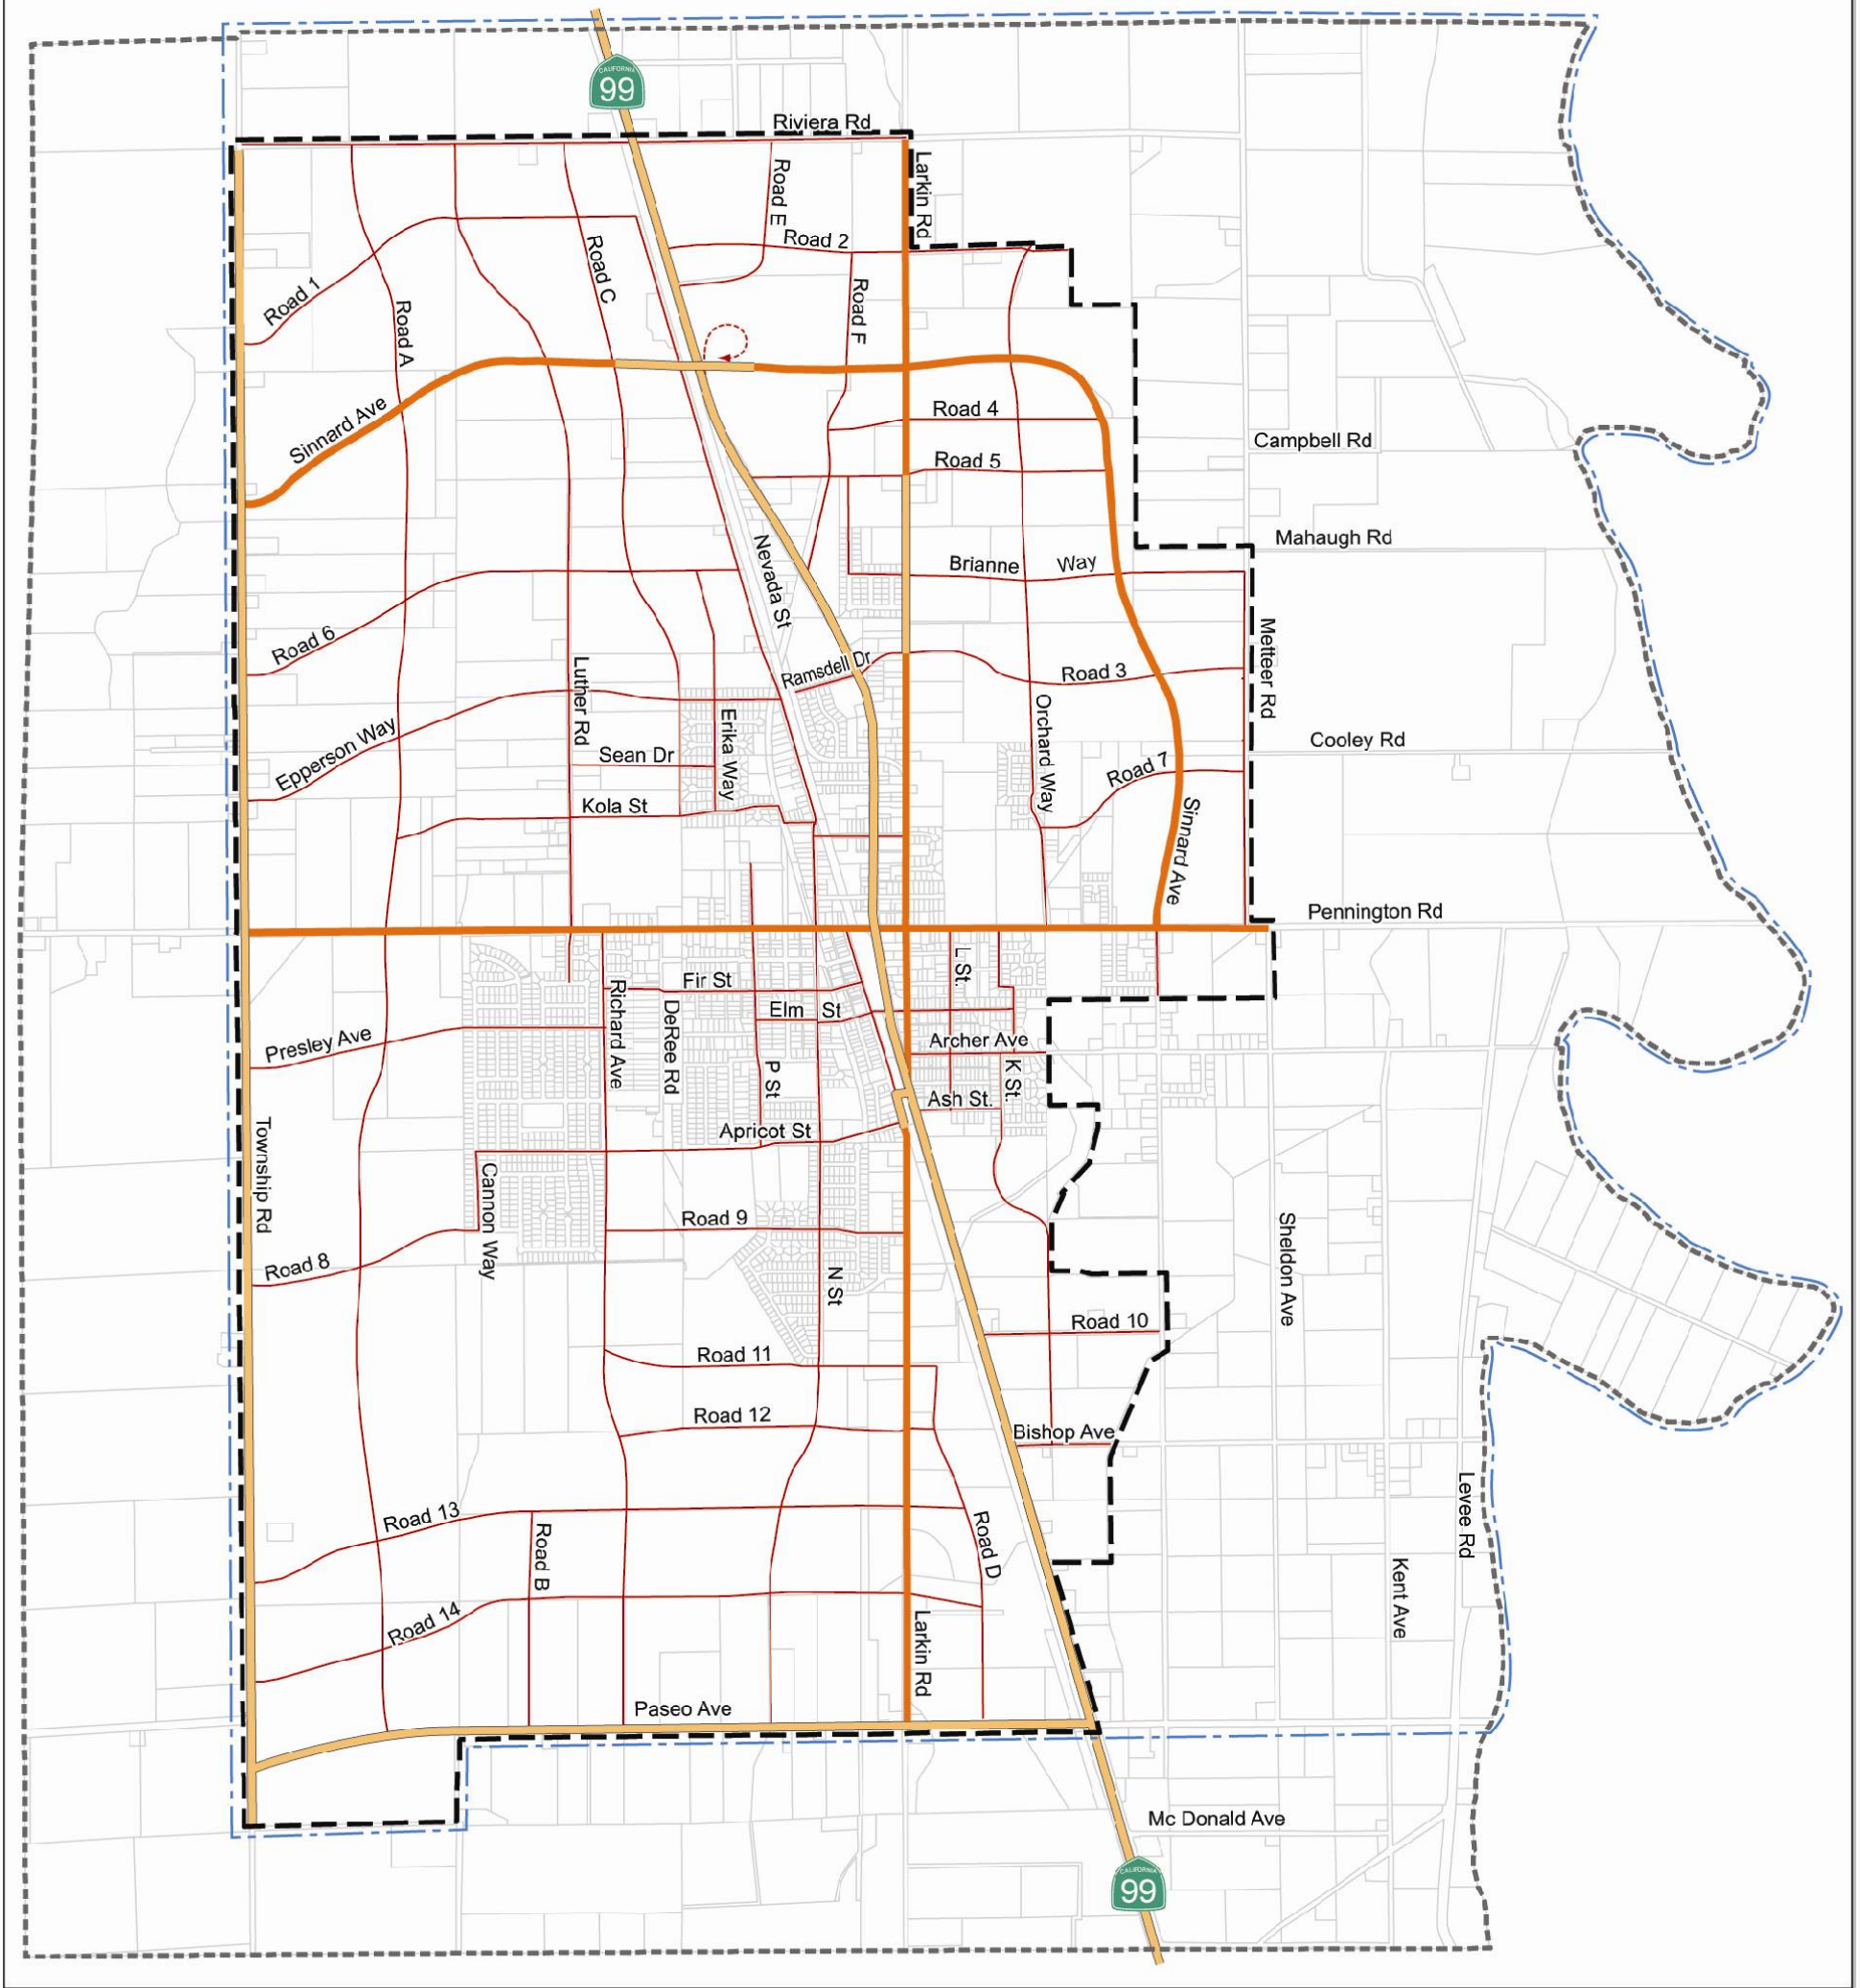 CALIFORNIA
99
Riviera Rd
Larkin Rd
Road E
Road 2
Road C
Road 1
Road F
Road A
Sinnard Ave
Road 4
Campbell Rd
Road 5
Mahaugh Rd
Nevada St
Brianne Way
Road 6
Metteer Rd
Ramsdell Dr
Road 3
Luther Rd
Erika Way
Orchard Way
Epperson Way
Sean Dr
Cooley Rd
Road 7
Kola St
Sinnard Ave
Pennington Rd
L St.
Fir St
Richard Ave
DeRee Rd
Elm St
Presley Ave
Archer Ave
P St
K St.
Ash St.
Township Rd
Apricot St
Cannon Way
Road 9
Sheldon Ave
Road 8
N St
Road 10
Road 11
Road 12
Bishop Ave
Levee Rd
Road 13
Road B
Road D
Kent Ave
Road 14
Larkin Rd
Paseo Ave
Mc Donald Ave
CALIFORNIA
99